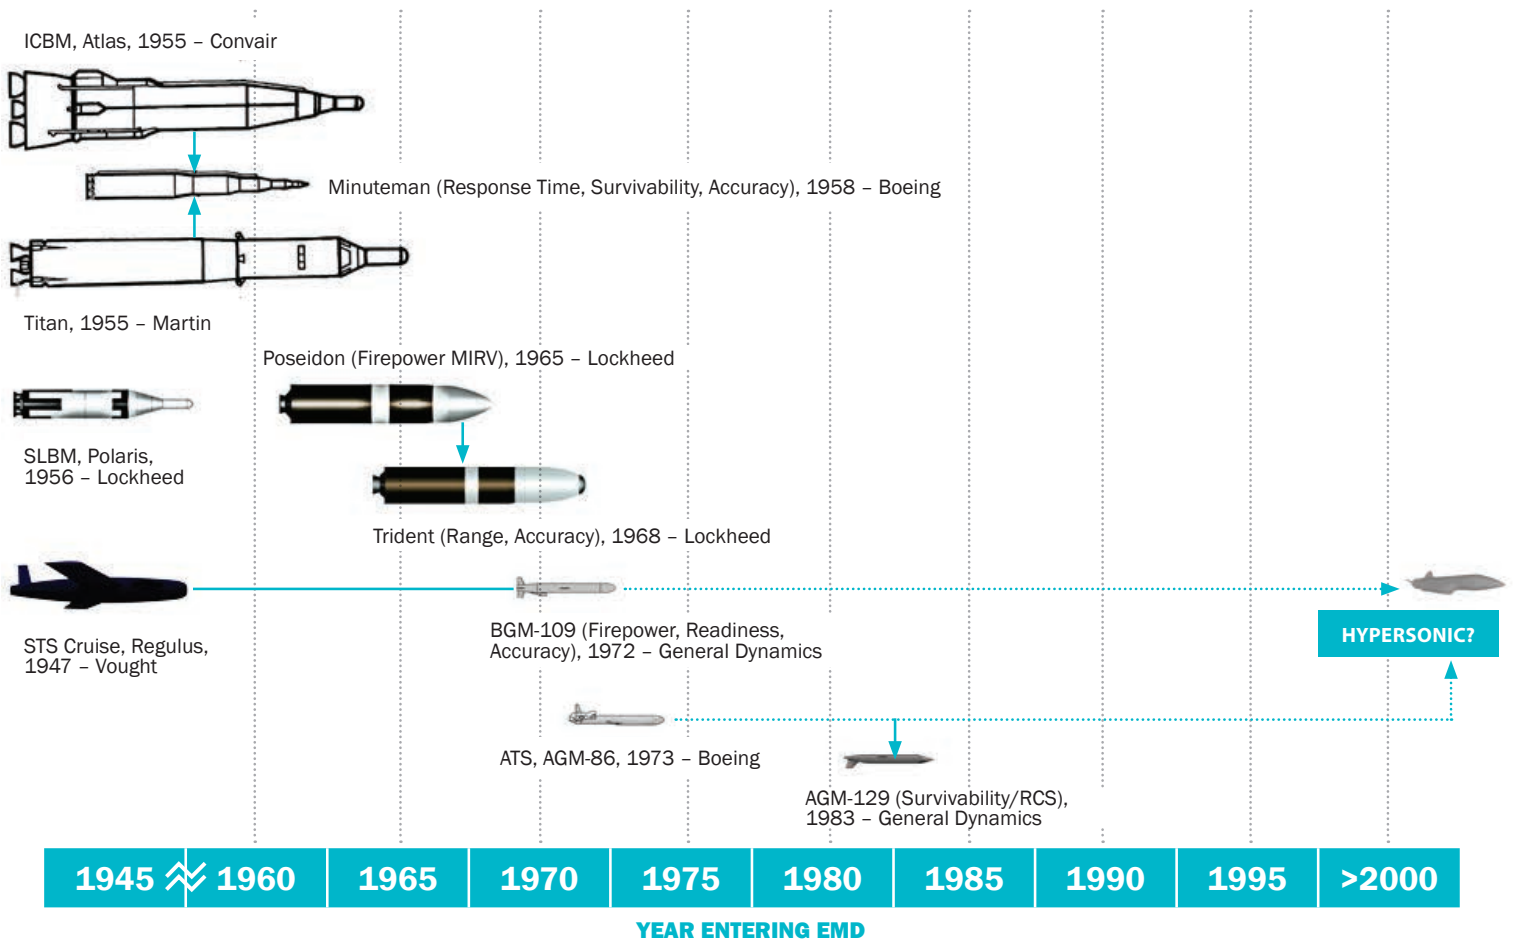 ICBM, Atlas, 1955 – Convair
Minuteman (Response Time, Survivability, Accuracy), 1958 – Boeing
Titan, 1955 – Martin
Poseidon (Firepower MIRV), 1965 – Lockheed
SLBM, Polaris,
1956 – Lockheed
Trident (Range, Accuracy), 1968 – Lockheed
STS Cruise, Regulus,
1947 – Vought
BGM-109 (Firepower, Readiness,
Accuracy), 1972 – General Dynamics
HYPERSONIC?
ATS, AGM-86, 1973 – Boeing
AGM-129 (Survivability/RCS),
1983 – General Dynamics
1945 1960 1965 1970 1975 1980 1985 1990 1995 >2000
YEAR ENTERING EMD